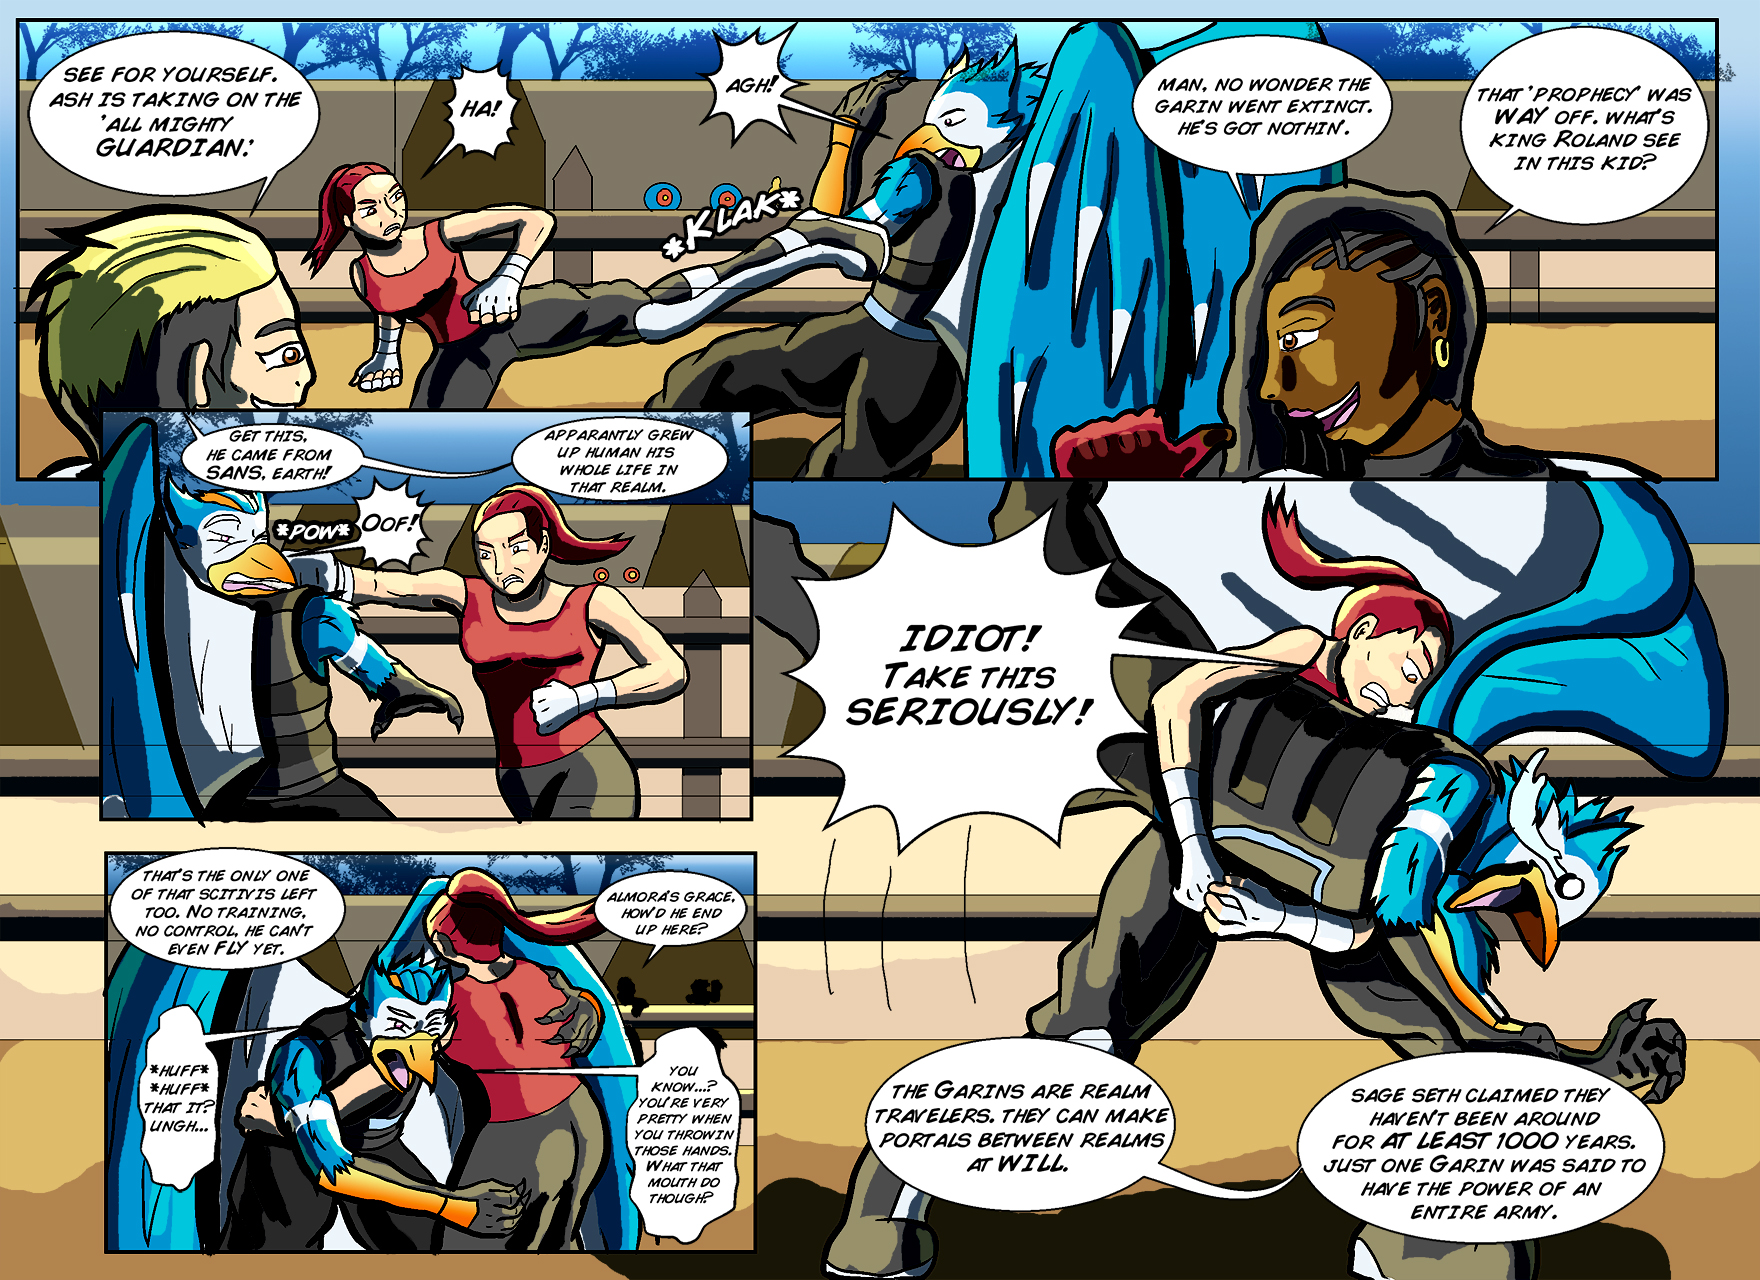 SEE FOR YOURSELF.
ASH IS TAKING ON THE
'ALL MIGHTY
GUARDIAN.'
HA!
AGH!
*KLAK*
MAN, NO WONDER THE
GARIN WENT EXTINCT.
HE'S GOT NOTHIN'.
THAT 'PROPHECY' WAS
WAY OFF. WHAT'S
KING ROLAND SEE
IN THIS KID?
GET THIS,
HE CAME FROM
SANS, EARTH!
APPARANTLY GREW
UP HUMAN HIS
WHOLE LIFE IN
THAT REALM.
*POW*
OOF!
IDIOT!
TAKE THIS
SERIOUSLY!
THAT'S THE ONLY ONE
OF THAT SCITIV IS LEFT
TOO. NO TRAINING,
NO CONTROL, HE CAN'T
EVEN FLY YET.
ALMORA'S GRACE,
HOW'D HE END
UP HERE?
*HUFF*
*HUFF*
THAT IT?
UNGH...
YOU
KNOW...?
YOU'RE VERY
PRETTY WHEN
YOU THROWIN
THOSE HANDS.
WHAT THAT
MOUTH DO
THOUGH?
THE GARINS ARE REALM
TRAVELERS. THEY CAN MAKE
PORTALS BETWEEN REALMS
AT WILL.
SAGE SETH CLAIMED THEY
HAVEN'T BEEN AROUND
FOR AT LEAST 1000 YEARS.
JUST ONE GARIN WAS SAID TO
HAVE THE POWER OF AN
ENTIRE ARMY.